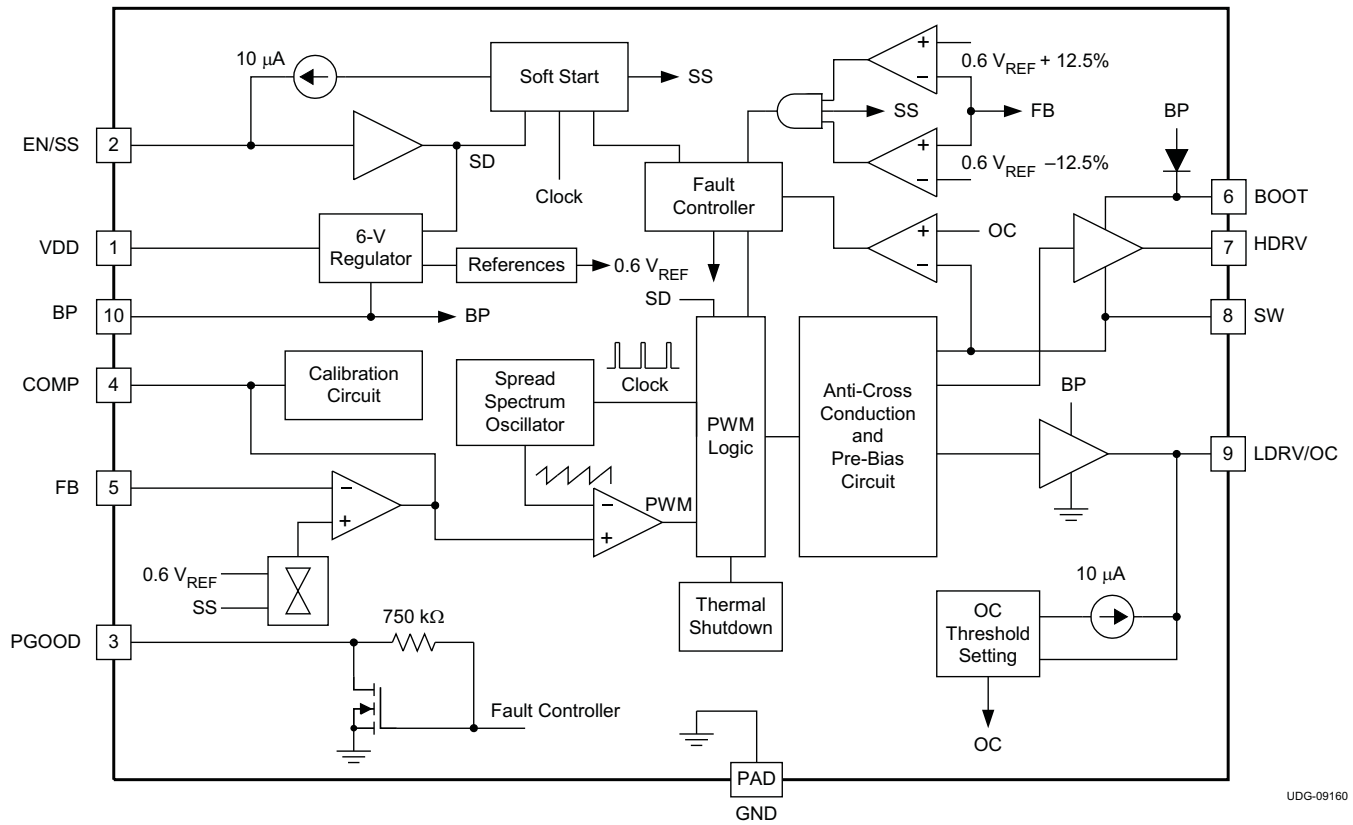 10 μA
Soft Start
SS
+
0.6 VREF + 12.5%
−
SS
FB
BP
EN/SS
2
SD
Clock
Fault
Controller
+
0.6 VREF −12.5%
−
6
BOOT
VDD
1
6-V
Regulator
References
0.6 VREF
+
OC
−
7
HDRV
BP
10
BP
SD
8
SW
COMP
4
Calibration
Circuit
Spread
Spectrum
Oscillator
Clock
PWM
Logic
Anti-Cross
Conduction
and
Pre-Bias
Circuit
BP
9
LDRV/OC
FB
5
−
+
PWM
−
+
0.6 VREF
SS
Thermal
Shutdown
10 μA
OC
Threshold
Setting
PGOOD
3
750 kΩ
Fault Controller
OC
PAD
GND
UDG-09160